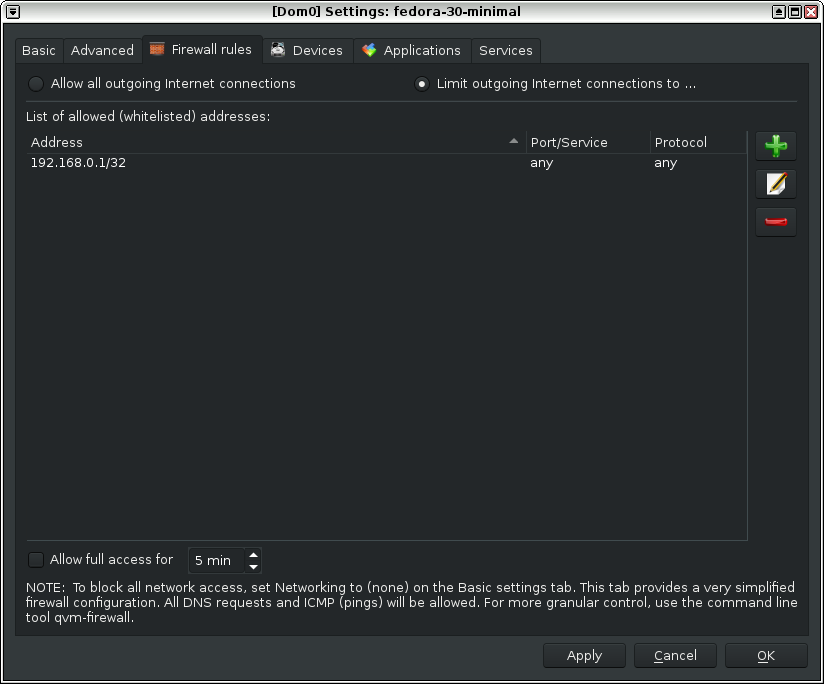 [Dom0] Settings: fedora-30-minimal
Basic Advanced Firewall rules Devices Applications Services
Allow all outgoing Internet connections Limit outgoing Internet connections to ...
List of allowed (whitelisted) addresses:
Address Port/Service Protocol
192.168.0.1/32 any any
Allow full access for 5 min
NOTE:  To block all network access, set Networking to (none) on the Basic settings tab. This tab provides a very simplified
firewall configuration. All DNS requests and ICMP (pings) will be allowed. For more granular control, use the command line
tool qvm-firewall.
Apply Cancel OK